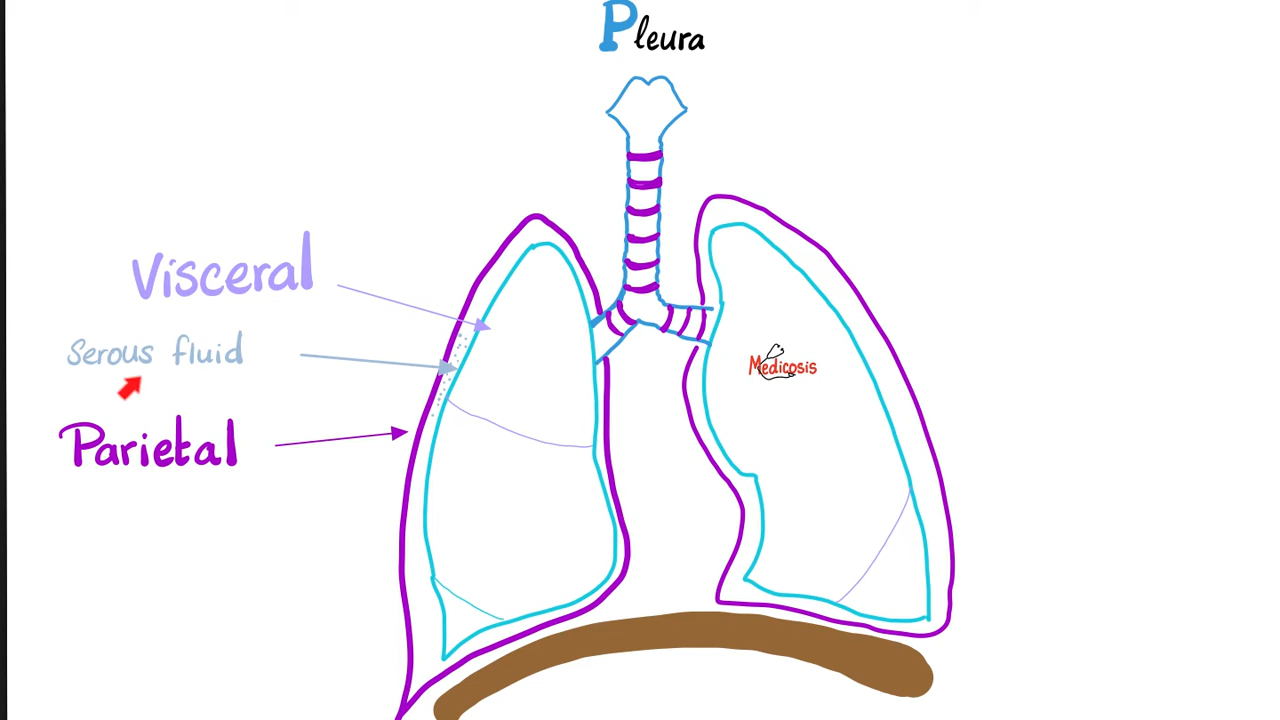 Pleura
Visceral
Serous fluid
Parietal
Medicosis